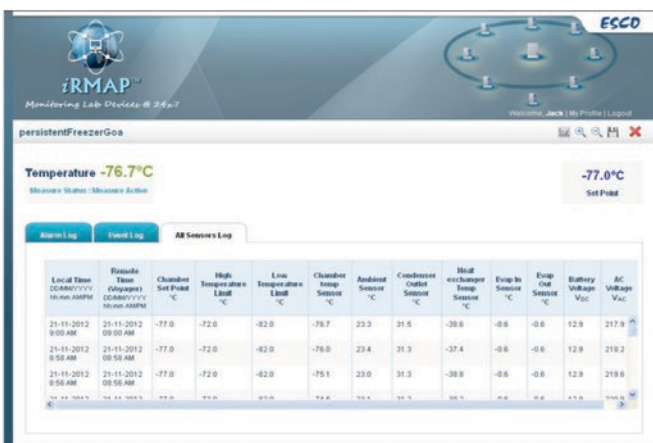 ESCO
iRMAP™
Monitoring Lab Devices @ 24x7
Welcome, Jack | My Profile | Logout
persistentFreezerGoa
Temperature -76.7°C
-77.0°C
Measure Status : Measure Active
Set Point
Alarm Log Event Log All Sensors Log
Local Time DD/MM/YYYY hh:mm AM/PM Remote Time (Voyager) DD/MM/YYYY hh:mm AM/PM Chamber Set Point °C High Temperature Limit °C Low Temperature Limit °C Chamber temp Sensor °C Ambient Sensor °C Condenser Outlet Sensor °C Heat exchanger Temp Sensor °C Evap In Sensor °C Evap Out Sensor °C Battery Voltage VDC AC Voltage VAC
21-11-2012 9:00 AM 21-11-2012 09:00 AM -77.0 -72.0 -82.0 -76.7 23.3 31.5 -38.6 -0.6 -0.6 12.9 217.9
21-11-2012 8:58 AM 21-11-2012 08:58 AM -77.0 -72.0 -82.0 -76.0 23.4 31.3 -37.4 -0.6 -0.6 12.9 218.2
21-11-2012 8:56 AM 21-11-2012 08:56 AM -77.0 -72.0 -82.0 -75.1 23.0 31.3 -38.8 -0.6 -0.6 12.9 218.6